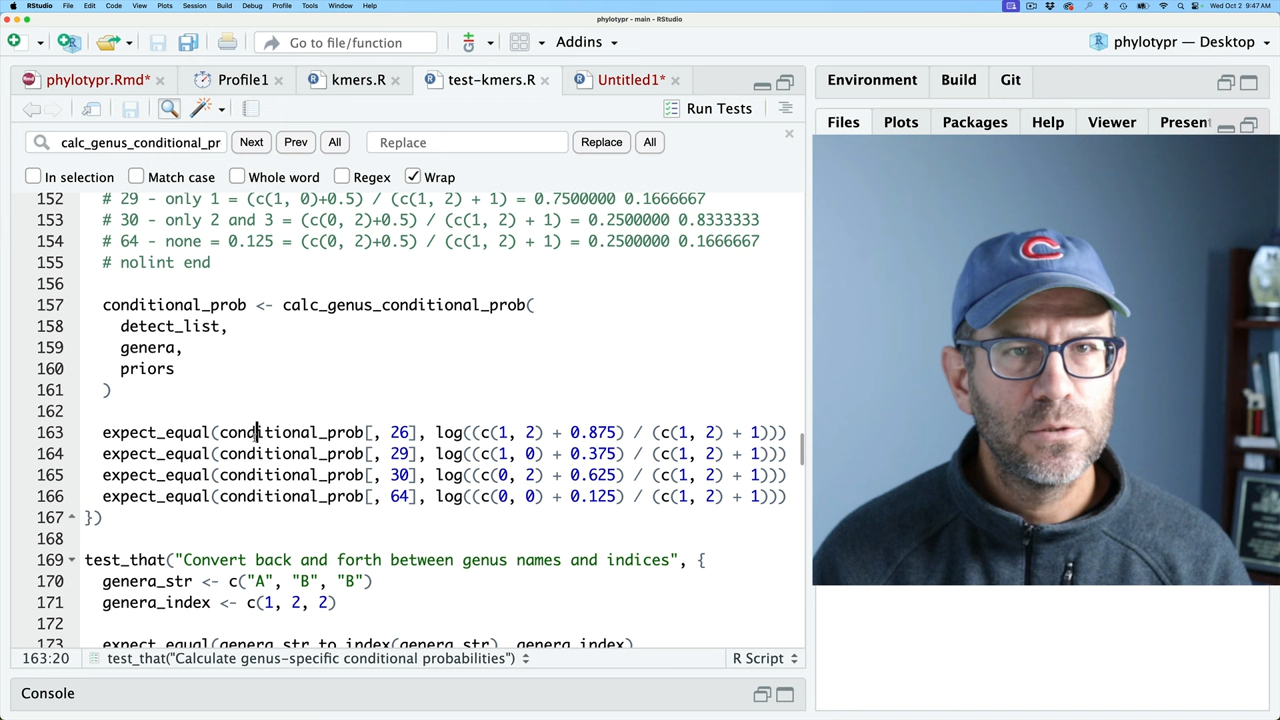 RStudio File Edit Code View Plots Session Build Debug Profile Tools Window Help
Wed Oct 2 9:47 AM
phylotypr - main - RStudio
Go to file/function
Addins
phylotypr — Desktop
phylotypr.Rmd*
Profile1
kmers.R
test-kmers.R
Untitled1*
Environment
Build
Git
Run Tests
Files
Plots
Packages
Help
Viewer
calc_genus_conditional_pr
Next
Prev
All
Replace
Replace
All
In selection
Match case
Whole word
Regex
Wrap
152 # 29 - only 1 = (c(1, 0)+0.5) / (c(1, 2) + 1) = 0.7500000 0.1666667
153 # 30 - only 2 and 3 = (c(0, 2)+0.5) / (c(1, 2) + 1) = 0.2500000 0.8333333
154 # 64 - none = 0.125 = (c(0, 2)+0.5) / (c(1, 2) + 1) = 0.2500000 0.1666667
155 # nolint end
156
157 conditional_prob <- calc_genus_conditional_prob(
158 detect_list,
159 genera,
160 priors
161 )
162
163 expect_equal(conditional_prob[, 26], log((c(1, 2) + 0.875) / (c(1, 2) + 1)))
164 expect_equal(conditional_prob[, 29], log((c(1, 0) + 0.375) / (c(1, 2) + 1)))
165 expect_equal(conditional_prob[, 30], log((c(0, 2) + 0.625) / (c(1, 2) + 1)))
166 expect_equal(conditional_prob[, 64], log((c(0, 0) + 0.125) / (c(1, 2) + 1)))
167 })
168
169 test_that("Convert back and forth between genus names and indices", {
170 genera_str <- c("A", "B", "B")
171 genera_index <- c(1, 2, 2)
172
173 expect_equal(genera_str_to_index(genera_str), genera_index)
163:20
test_that("Calculate genus-specific conditional probabilities")
R Script
Console